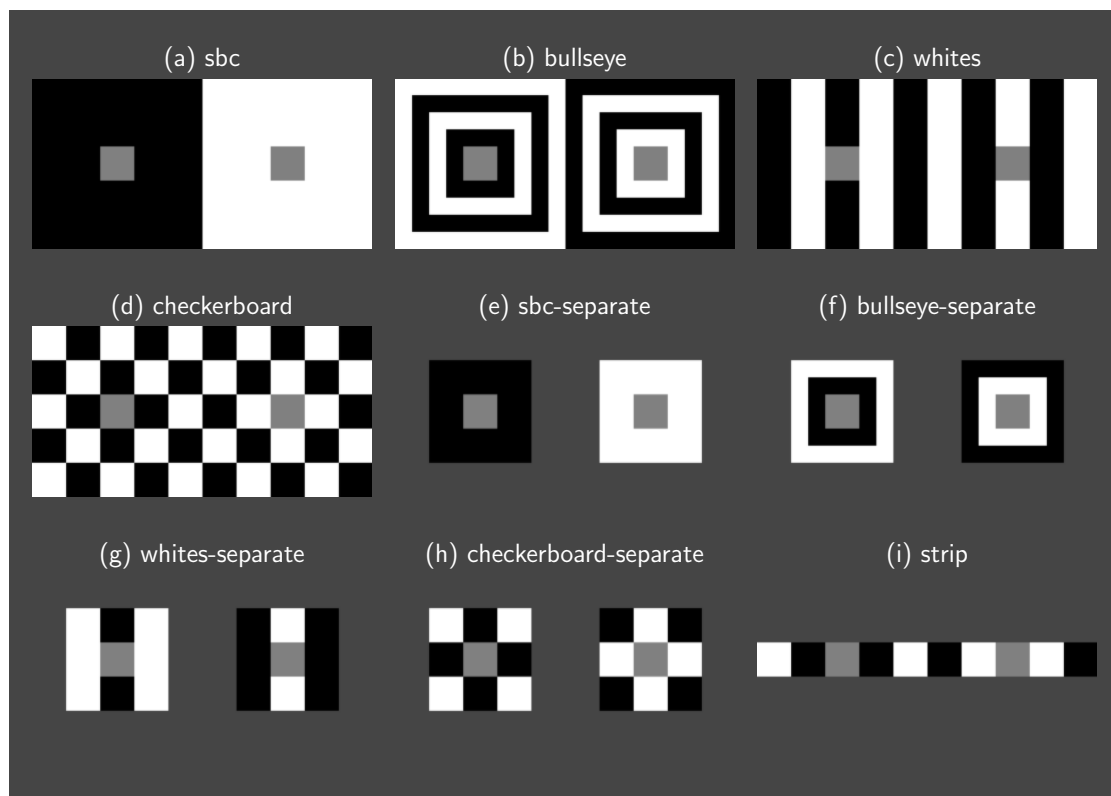 (a) sbc
(b) bullseye
(c) whites
(d) checkerboard
(e) sbc-separate
(f) bullseye-separate
(g) whites-separate
(h) checkerboard-separate
(i) strip